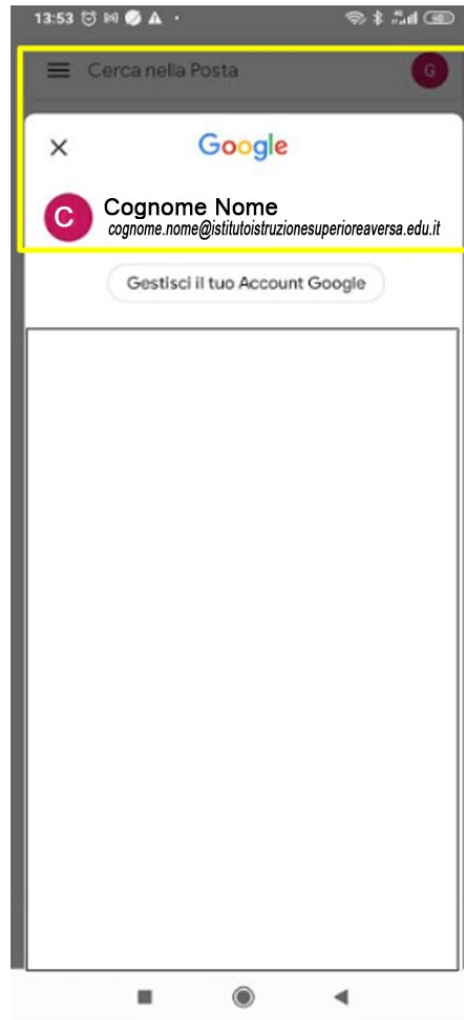 13:53
Cerca nella Posta
G
Google
C
Cognome Nome
cognome.nome@istitutoistruzionesuperioreaversa.edu.it
Gestisci il tuo Account Google